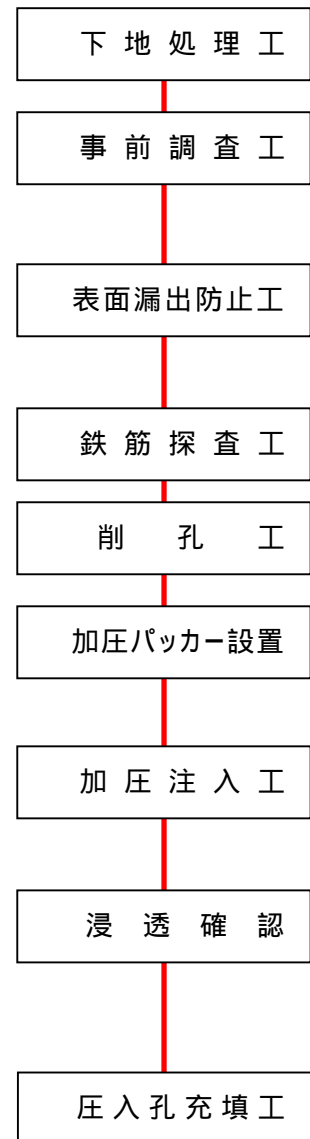 下地処理工
事前調査工
表面漏出防止工
鉄筋探査工
削孔工
加圧パッカー設置
加圧注入工
浸透確認
圧入孔充填工